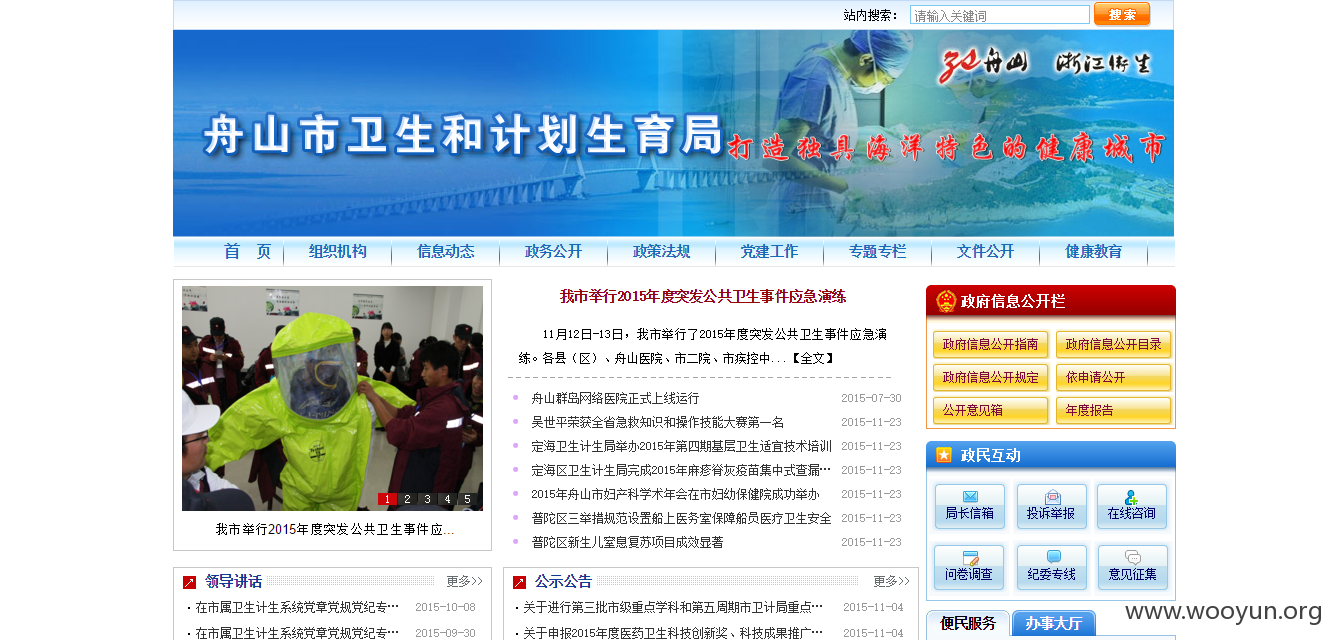 站内搜索： 请输入关键词 搜索
舟山 浙江卫生
舟山市卫生和计划生育局
打造独具海洋特色的健康城市
首 页 组织机构 信息动态 政务公开 政策法规 党建工作 专题专栏 文件公开 健康教育
1 2 3 4 5
我市举行2015年度突发公共卫生事件应...
我市举行2015年度突发公共卫生事件应急演练
11月12日-13日，我市举行了2015年度突发公共卫生事件应急演
练。各县（区）、舟山医院、市二院、市疾控中...【全文】
舟山群岛网络医院正式上线运行 2015-07-30
吴世平荣获全省急救知识和操作技能大赛第一名 2015-11-23
定海卫生计生局举办2015年第四期基层卫生适宜技术培训 2015-11-23
定海区卫生计生局完成2015年麻疹脊灰疫苗集中式查漏… 2015-11-23
2015年舟山市妇产科学术年会在市妇幼保健院成功举办 2015-11-23
普陀区三举措规范设置船上医务室保障船员医疗卫生安全 2015-11-23
普陀区新生儿窒息复苏项目成效显著 2015-11-23
政府信息公开栏
政府信息公开指南 政府信息公开目录
政府信息公开规定 依申请公开
公开意见箱 年度报告
政民互动
局长信箱 投诉举报 在线咨询
问卷调查 纪委专线 意见征集
领导讲话 更多>>
·在市属卫生计生系统党章党规党纪专… 2015-10-08
·在市属卫生计生系统党章党规党纪专… 2015-09-30
公示公告 更多>>
·关于进行第三批市级重点学科和第五周期市卫计局重点… 2015-11-04
·关于申报2015年度医药卫生科技创新奖、科技成果推广… 2015-11-04
便民服务 办事大厅
www.wooyun.org